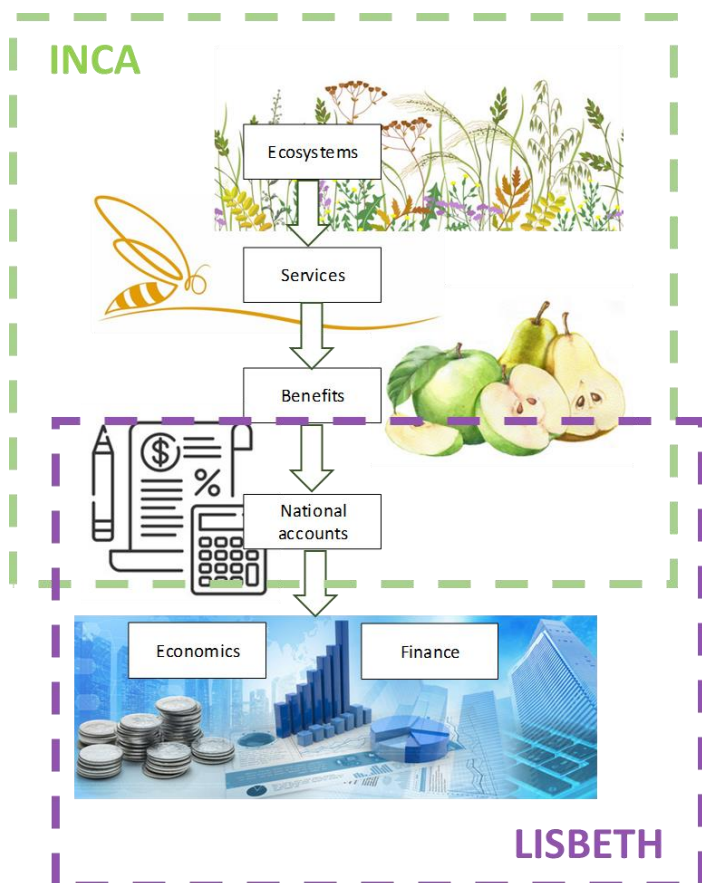 INCA
Ecosystems
Services
Benefits
$
%
National
accounts
Economics
Finance
LISBETH